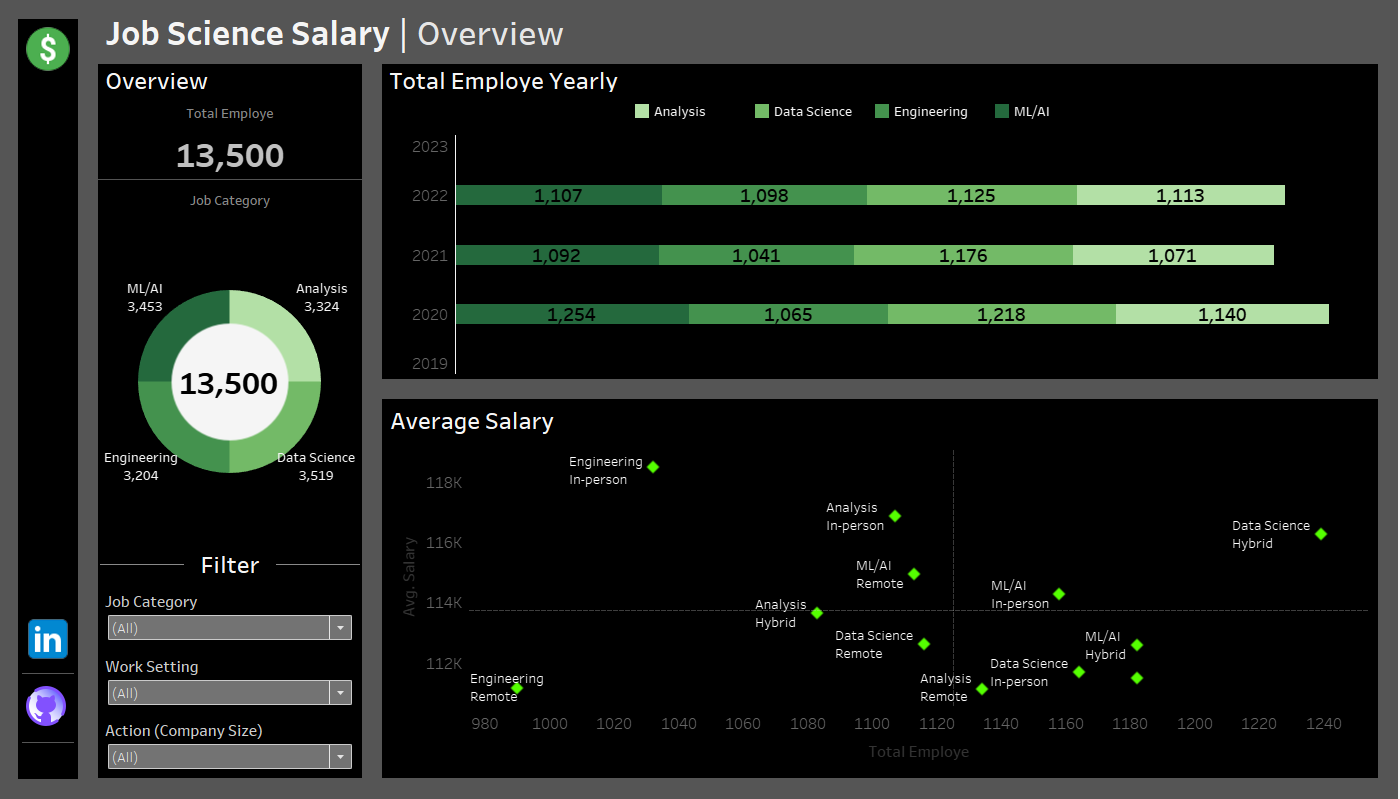 Job Science Salary | Overview
$
Overview
Total Employe
13,500
Job Category
ML/AI
3,453
Analysis
3,324
13,500
Engineering
3,204
Data Science
3,519
Filter
Job Category
(All)
Work Setting
(All)
Action (Company Size)
(All)
in
Total Employe Yearly
Analysis Data Science Engineering ML/AI
2023
2022 1,107 1,098 1,125 1,113
2021 1,092 1,041 1,176 1,071
2020 1,254 1,065 1,218 1,140
2019
Average Salary
Avg. Salary
118K
116K
114K
112K
Engineering
In-person
Analysis
In-person
Data Science
Hybrid
ML/AI
Remote
ML/AI
In-person
Analysis
Hybrid
Data Science
Remote
ML/AI
Hybrid
Data Science
In-person
Engineering
Remote
Analysis
Remote
980 1000 1020 1040 1060 1080 1100 1120 1140 1160 1180 1200 1220 1240
Total Employe